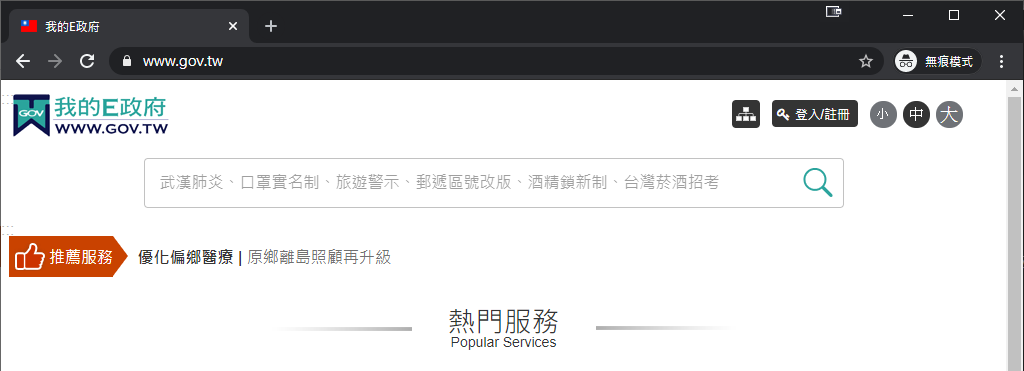 我的E政府
www.gov.tw
無痕模式
GOV 我的E政府
WWW.GOV.TW
登入/註冊 小 中 大
武漢肺炎、口罩實名制、旅遊警示、郵遞區號改版、酒精鎖新制、台灣菸酒招考
推薦服務 優化偏鄉醫療 | 原鄉離島照顧再升級
熱門服務
Popular Services